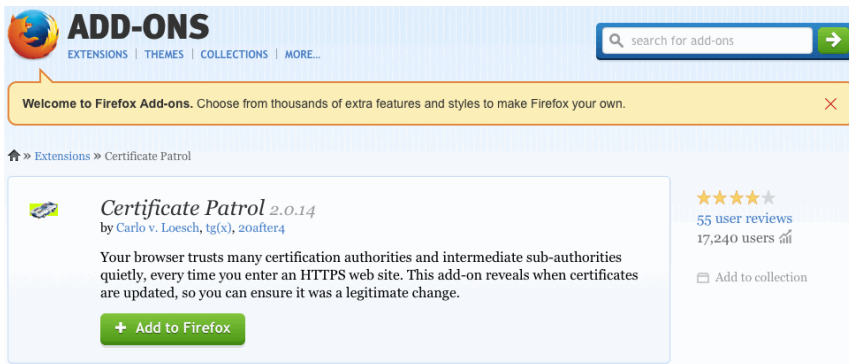 ADD-ONS
EXTENSIONS | THEMES | COLLECTIONS | MORE...
search for add-ons
Welcome to Firefox Add-ons. Choose from thousands of extra features and styles to make Firefox your own.
» Extensions » Certificate Patrol
Certificate Patrol 2.0.14
by Carlo v. Loesch, tg(x), 20after4
Your browser trusts many certification authorities and intermediate sub-authorities
quietly, every time you enter an HTTPS web site. This add-on reveals when certificates
are updated, so you can ensure it was a legitimate change.
+ Add to Firefox
55 user reviews
17,240 users
Add to collection